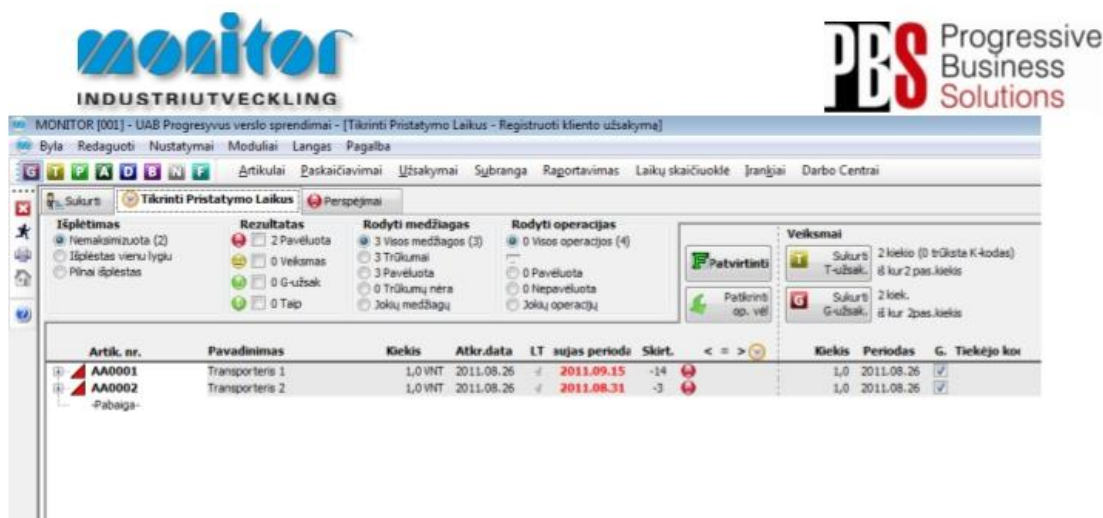 monitor
INDUSTRIUTVECKLING
PBS Progressive
Business
Solutions
MONITOR [001] - UAB Progresyvus verslo sprendimai - [Tikrinti Pristatymo Laikus - Registruoti kliento užsakymą]
Byla Redaguoti Nustatymai Moduliai Langas Pagalba
G T P A D B N F Artikulai Paskaičiavimai Užsakymai Subranga Raportavimas Laikų skaičiuoklė Įrankiai Darbo Centrai
Sukurti Tikrinti Pristatymo Laikus Perspėjimai
Išplėtimas Rezultatas Rodyti medžiagas Rodyti operacijas Veiksmai
Nemaksimizuota (2) 2 Pavėluota 3 Visos medžiagos (3) 0 Visos operacijos (4)
Išplėstas vienu lygiu 0 Veiksmas 3 Trūkumai
Pilnai išplėstas 0 G-užsak 3 Pavėluota 0 Pavėluota
0 Trūkumų nėra 0 Nepavėluota
0 Taip Jokių medžiagų Jokių operacijų
Patvirtinti T Sukurti T-užsak. 2 kiekio (0 trūksta K-kodas)
iš kur 2 pas.kiekis
Patikrinti op. vėl G Sukurti G-užsak. 2 kiek.
iš kur 2pas.kiekis
Artik. nr. Pavadinimas Kiekis Atkr.data LT aujas perioda Skirt. < = > Kiekis Periodas G. Tiekėjo kor
AA0001 Transporteris 1 1,0 VNT 2011.08.26 2011.09.15 -14 1,0 2011.08.26
AA0002 Transporteris 2 1,0 VNT 2011.08.26 2011.08.31 -3 1,0 2011.08.26
-Pabaiga-